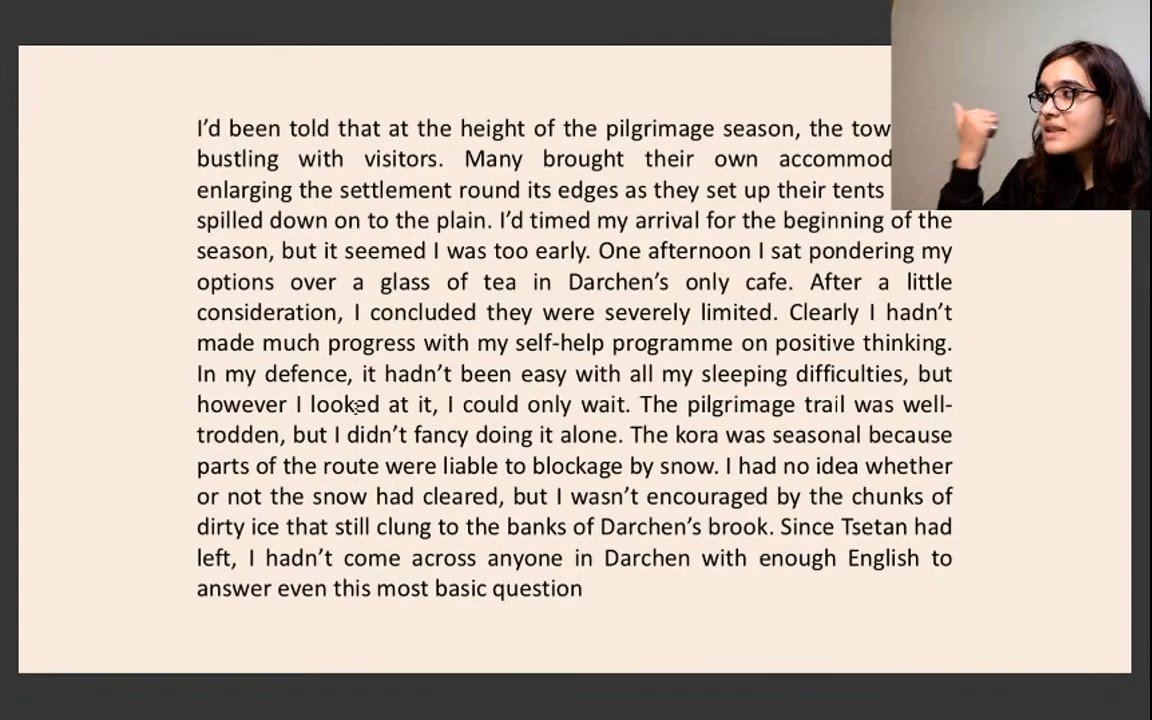 I’d been told that at the height of the pilgrimage season, the
bustling with visitors. Many brought their own
enlarging the settlement round its edges as they set up their tents
spilled down on to the plain. I’d timed my arrival for the beginning of the
season, but it seemed I was too early. One afternoon I sat pondering my
options over a glass of tea in Darchen’s only cafe. After a little
consideration, I concluded they were severely limited. Clearly I hadn’t
made much progress with my self-help programme on positive thinking.
In my defence, it hadn’t been easy with all my sleeping difficulties, but
however I looked at it, I could only wait. The pilgrimage trail was well-
trodden, but I didn’t fancy doing it alone. The kora was seasonal because
parts of the route were liable to blockage by snow. I had no idea whether
or not the snow had cleared, but I wasn’t encouraged by the chunks of
dirty ice that still clung to the banks of Darchen’s brook. Since Tsetan had
left, I hadn’t come across anyone in Darchen with enough English to
answer even this most basic question